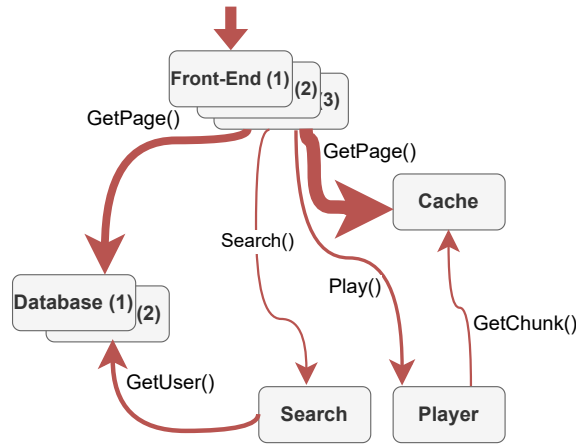 Front-End (1)
(2)
(3)
GetPage()
GetPage()
Cache
Search()
Play()
Database (1)
(2)
GetChunk()
GetUser()
Search
Player